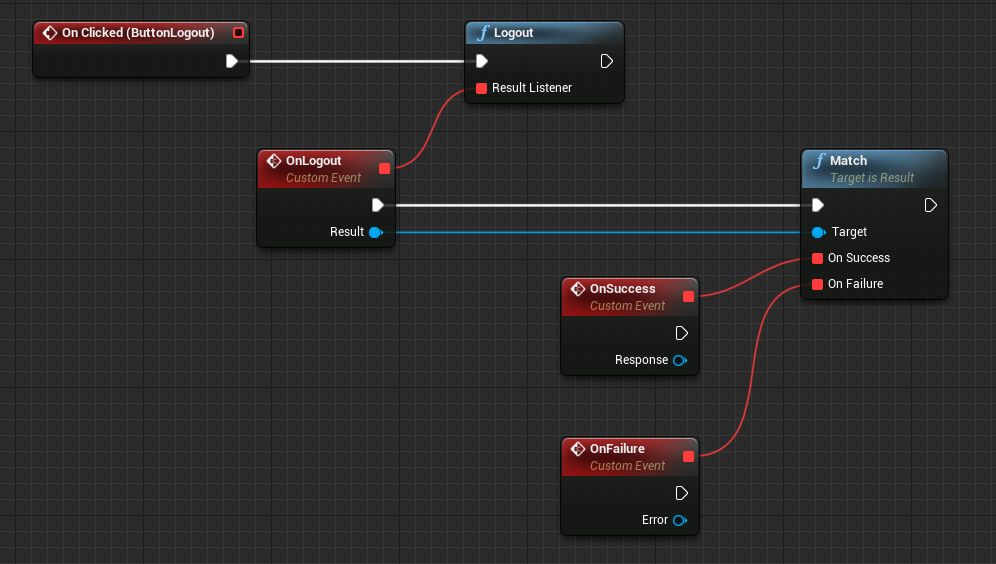 On Clicked (ButtonLogout)
f Logout
Result Listener
OnLogout
Custom Event
Result
f Match
Target is Result
Target
On Success
On Failure
OnSuccess
Custom Event
Response
OnFailure
Custom Event
Error